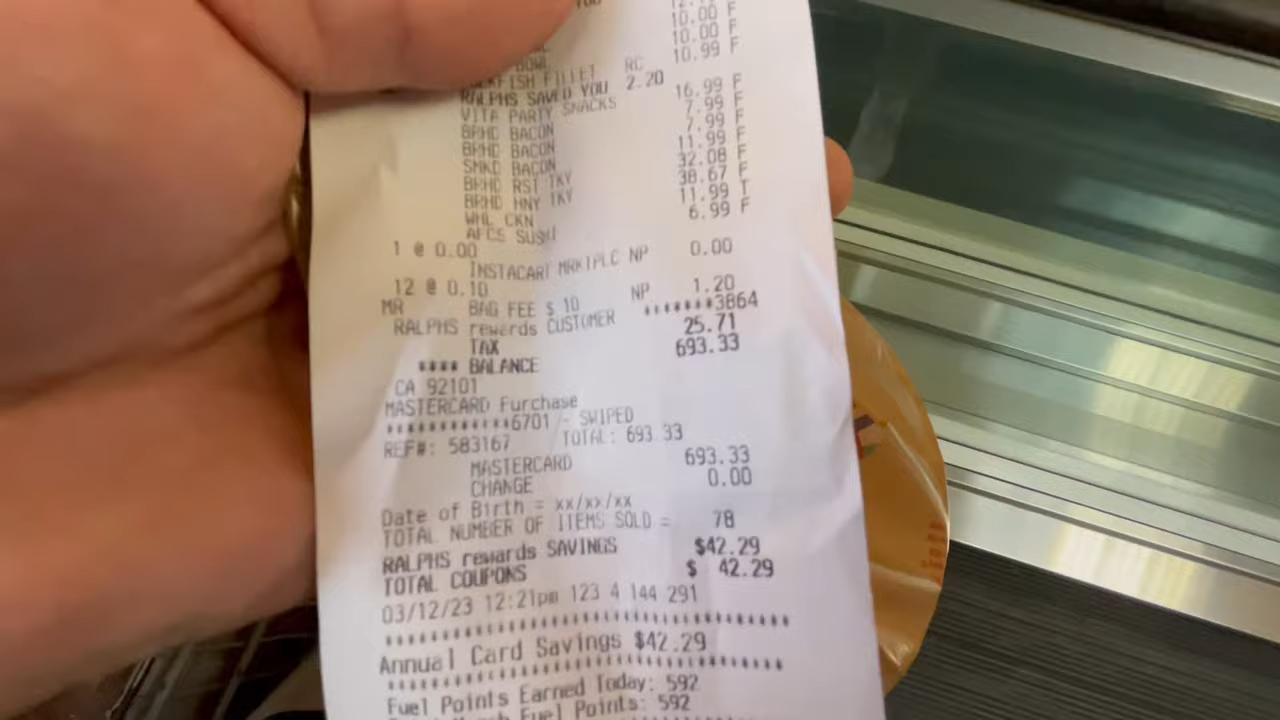 10.00 F
10.00 F
10.99 F
BOWL
FISH FILLET RC
RALPHS SAVED YOU 2.20
VITA PARTY SNACKS 16.99 F
BRHD BACON 7.99 F
BRHD BACON 7.99 F
SMKD BACON 11.99 F
BRHD RST TKY 32.08 F
BRHD HNY TKY 38.67 F
WHL CKN 11.99 T
AFCS SUSHI 6.99 F
1 @ 0.00
INSTACART MRKTPLC NP 0.00
12 @ 0.10
MR BAG FEE $ 10 NP 1.20
RALPHS rewards CUSTOMER *******3864
TAX 25.71
**** BALANCE 693.33
CA 92101
MASTERCARD Purchase
************6701 - SWIPED
REF#: 583167 TOTAL: 693.33
MASTERCARD 693.33
CHANGE 0.00
Date of Birth = xx/xx/xx
TOTAL NUMBER OF ITEMS SOLD = 78
RALPHS rewards SAVINGS $42.29
TOTAL COUPONS $ 42.29
03/12/23 12:21pm 123 4 144 291
Annual Card Savings $42.29
Fuel Points Earned Today: 592
Fuel Points: 592